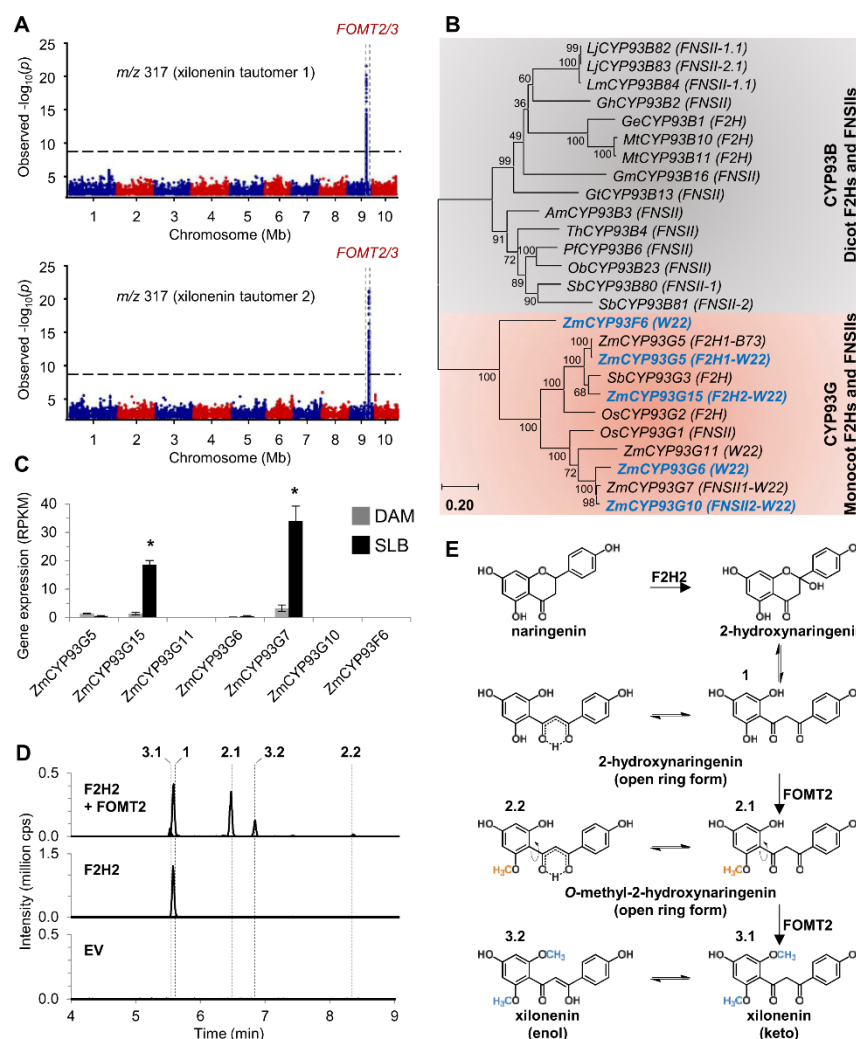 A
FOMT2/3
25
20
15
10
5
m/z 317 (xilonenin tautomer 1)
Observed -log10(p)
1 2 3 4 5 6 7 8 9 10
Chromosome (Mb)
FOMT2/3
25
20
15
10
5
m/z 317 (xilonenin tautomer 2)
Observed -log10(p)
1 2 3 4 5 6 7 8 9 10
Chromosome (Mb)
B
LjCYP93B82 (FNSII-1.1)
LjCYP93B83 (FNSII-2.1)
LmCYP93B84 (FNSII-1.1)
GhCYP93B2 (FNSII)
GeCYP93B1 (F2H)
MtCYP93B10 (F2H)
MtCYP93B11 (F2H)
GmCYP93B16 (FNSII)
GtCYP93B13 (FNSII)
AmCYP93B3 (FNSII)
ThCYP93B4 (FNSII)
PfCYP93B6 (FNSII)
ObCYP93B23 (FNSII)
SbCYP93B80 (FNSII-1)
SbCYP93B81 (FNSII-2)
ZmCYP93F6 (W22)
ZmCYP93G5 (F2H1-B73)
ZmCYP93G5 (F2H1-W22)
SbCYP93G3 (F2H)
ZmCYP93G15 (F2H2-W22)
OsCYP93G2 (F2H)
OsCYP93G1 (FNSII)
ZmCYP93G11 (W22)
ZmCYP93G6 (W22)
ZmCYP93G7 (FNSII1-W22)
ZmCYP93G10 (FNSII2-W22)
99
100
60
36
100
100
49
99
91
72
89
90
100
100
100
68
100
100
72
100
98
0.20
CYP93B
Dicot F2Hs and FNSIIs
CYP93G
Monocot F2Hs and FNSIIs
C
Gene expression (RPKM)
50
40
30
20
10
0
* *
DAM
SLB
ZmCYP93G5
ZmCYP93G15
ZmCYP93G11
ZmCYP93G6
ZmCYP93G7
ZmCYP93G10
ZmCYP93F6
D
3.1 1 2.1 3.2 2.2
Intensity (million cps)
0.5
F2H2
+ FOMT2
0.0
1.5
F2H2
0.0
0.5
EV
0.0
4 5 6 7 8 9
Time (min)
E
naringenin
F2H2
2-hydroxynaringenin
1
2-hydroxynaringenin
(open ring form)
FOMT2
2.2
2.1
O-methyl-2-hydroxynaringenin
(open ring form)
FOMT2
3.2
3.1
xilonenin
(enol)
xilonenin
(keto)